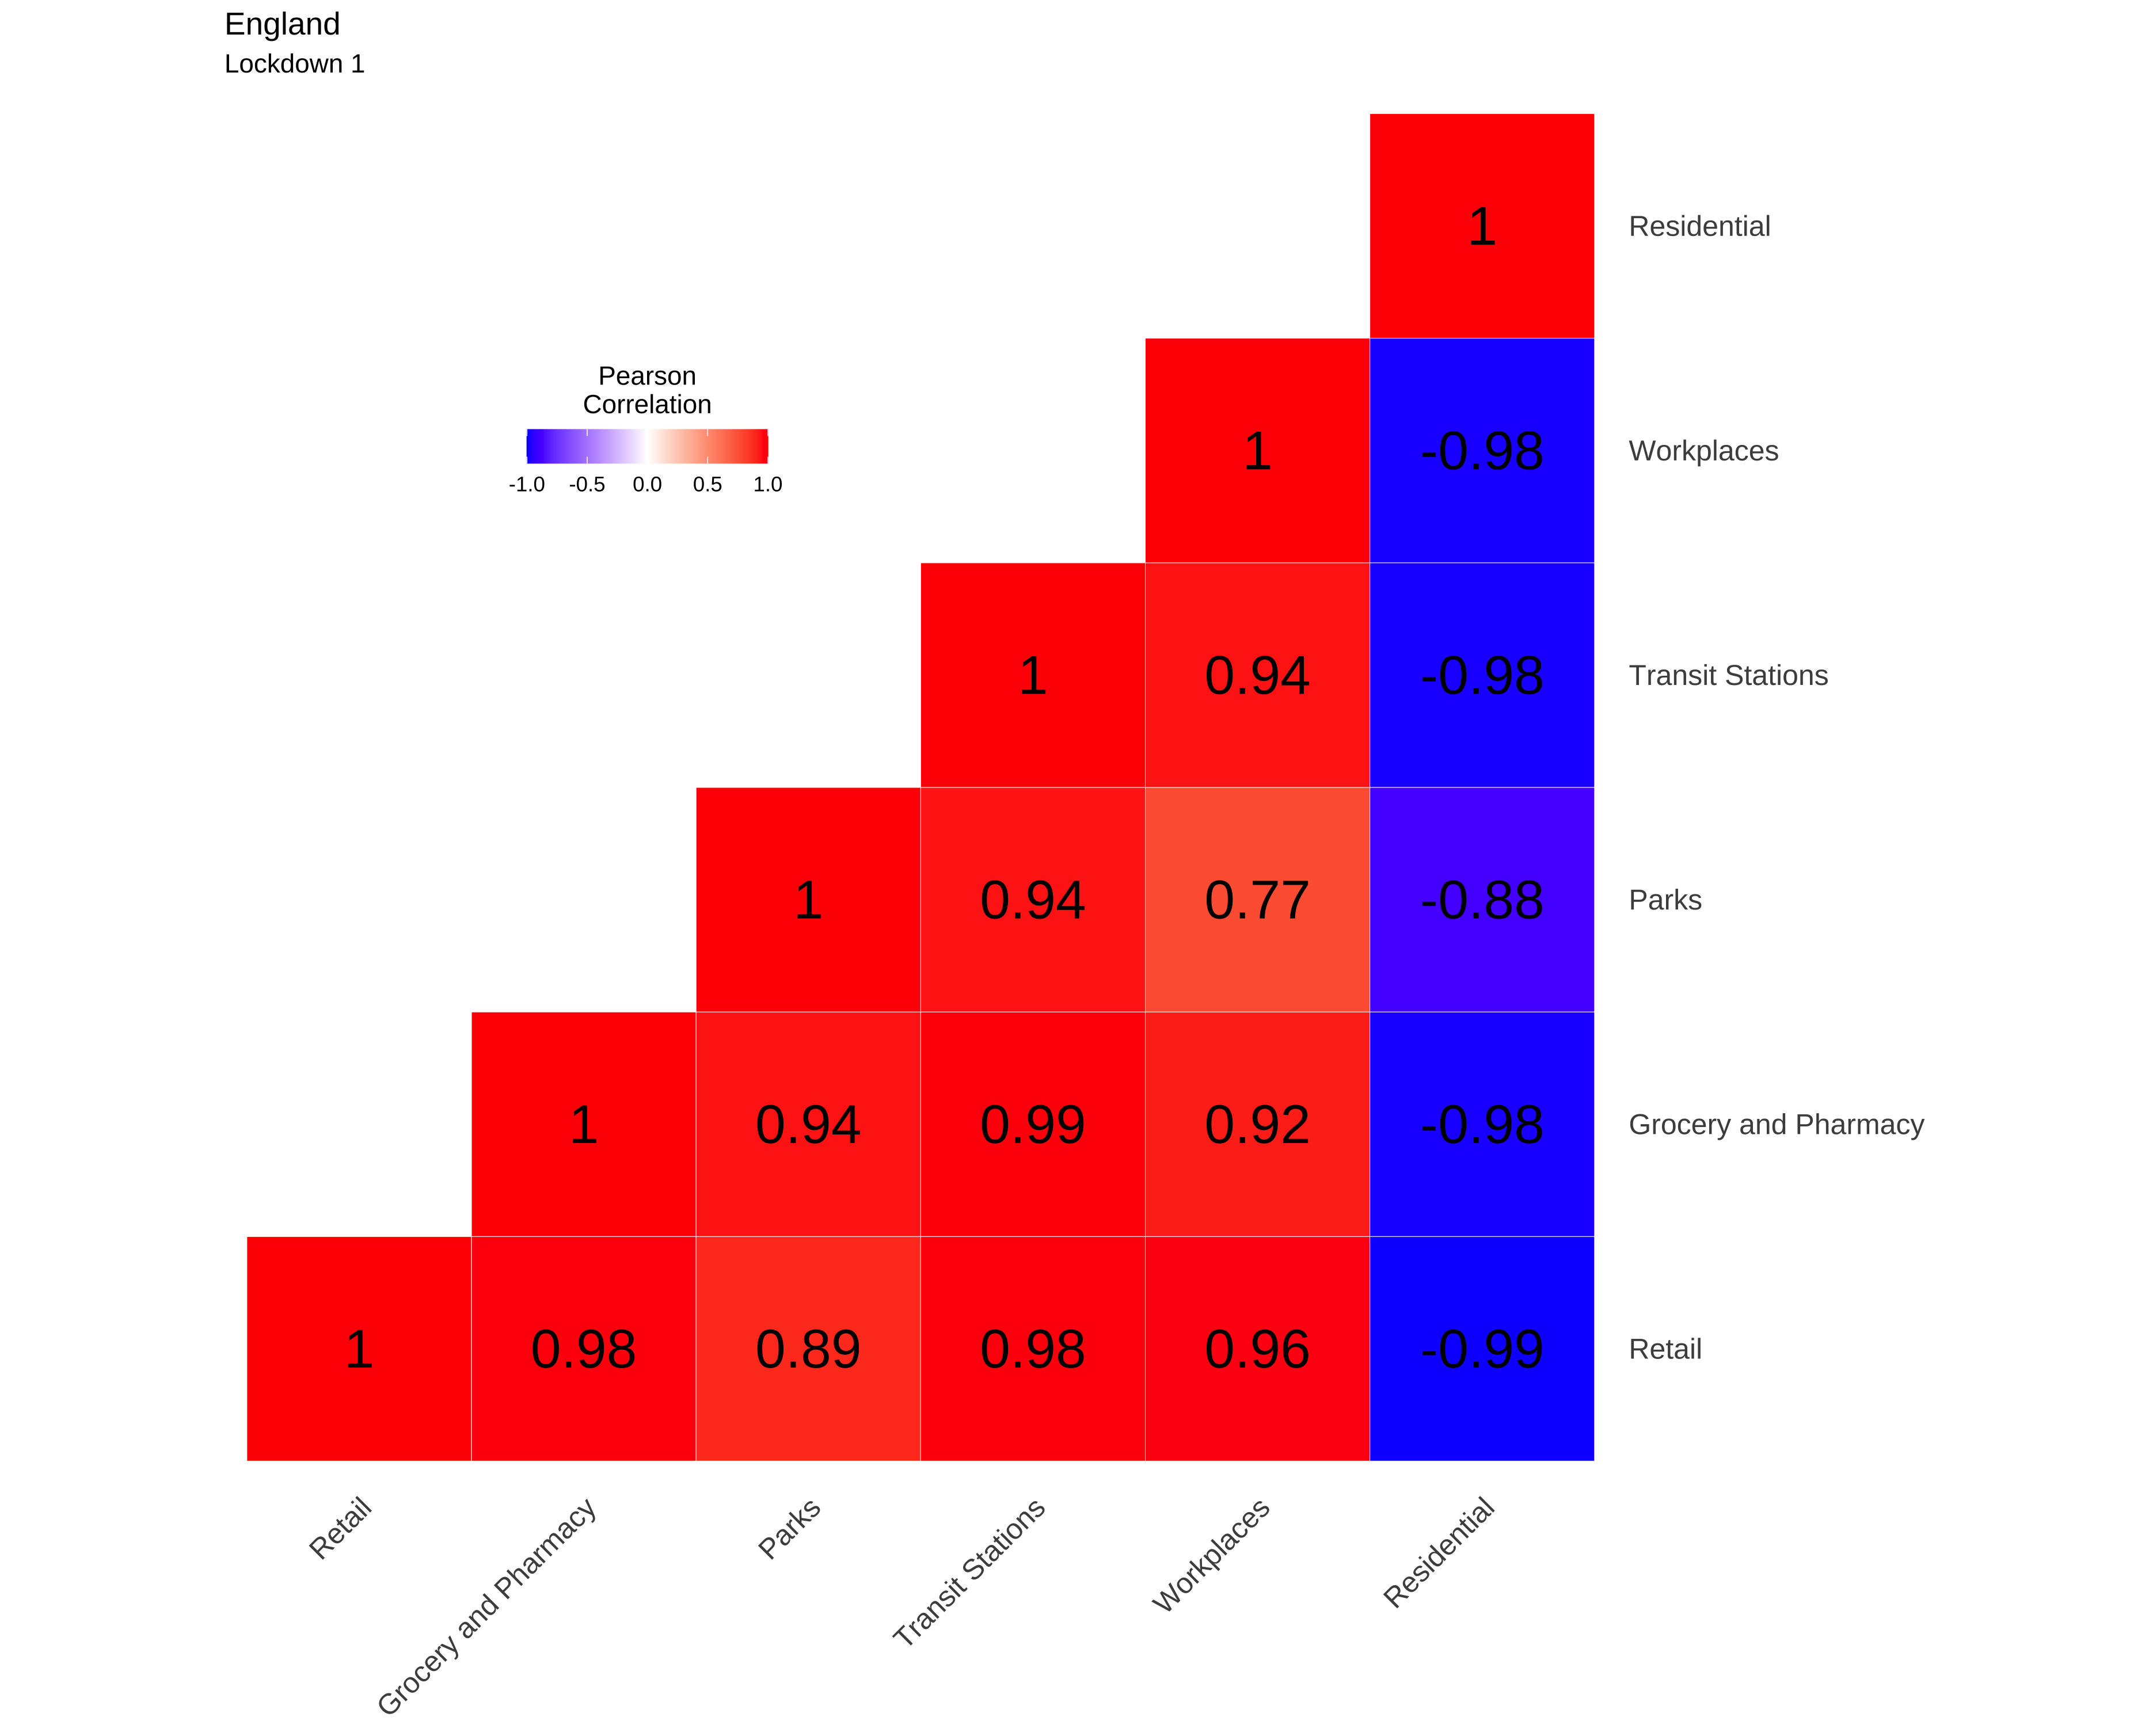 England
Lockdown 1
1
Residential
Pearson
Correlation
-1.0 -0.5 0.0 0.5 1.0
1 -0.98
Workplaces
1 0.94 -0.98
Transit Stations
1 0.94 0.77 -0.88
Parks
1 0.94 0.99 0.92 -0.98
Grocery and Pharmacy
1 0.98 0.89 0.98 0.96 -0.99
Retail
Retail
Grocery and Pharmacy
Parks
Transit Stations
Workplaces
Residential